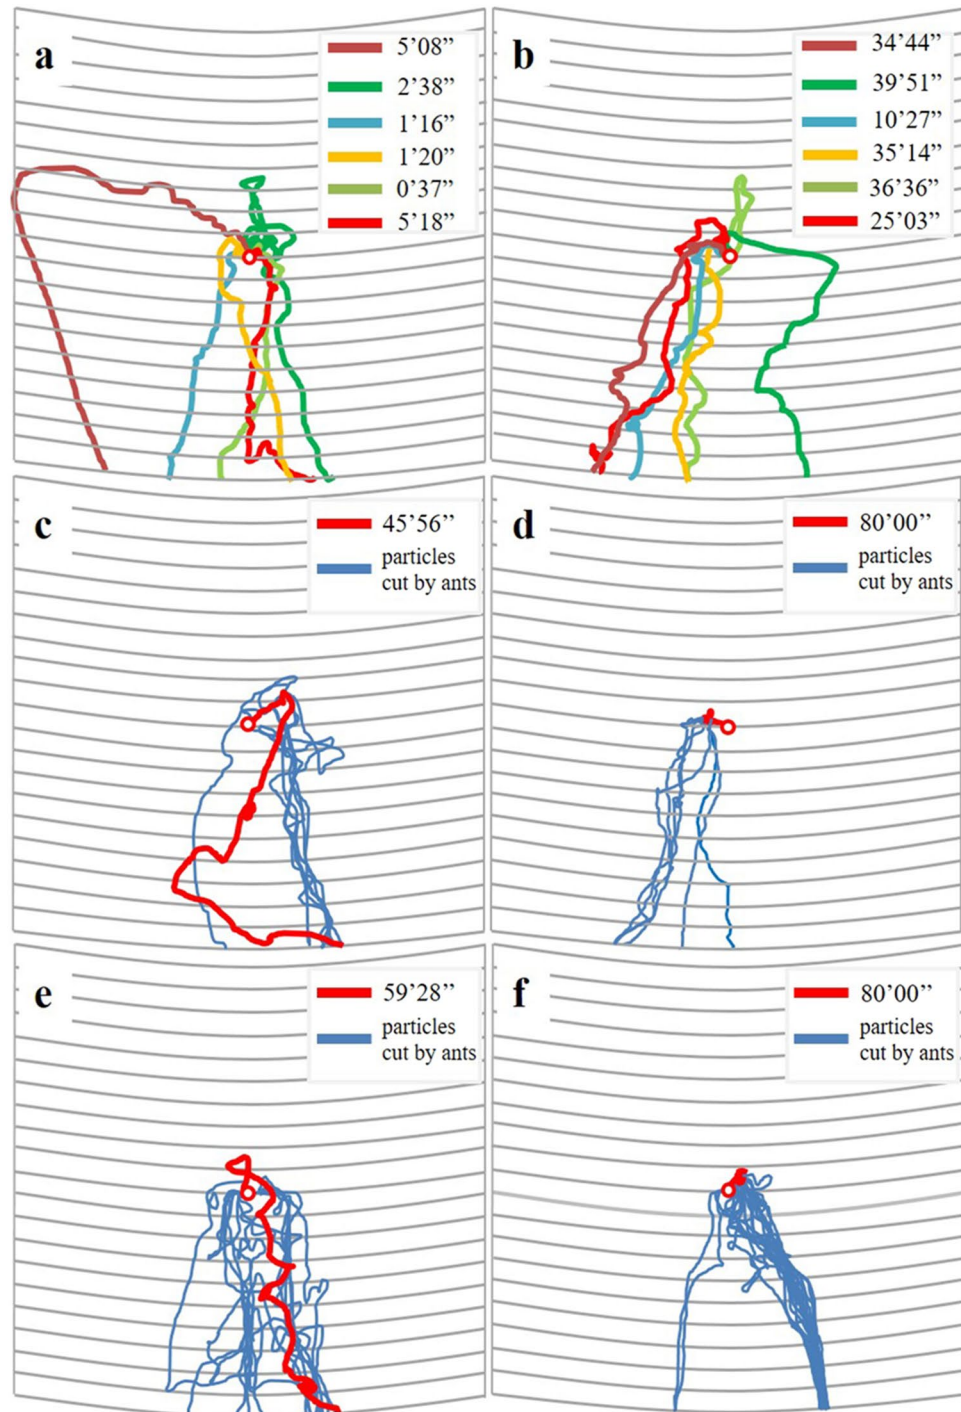 a
5’08”
2’38”
1’16”
1’20”
0’37”
5’18”
b
34’44”
39’51”
10’27”
35’14”
36’36”
25’03”
c
45’56”
particles
cut by ants
d
80’00”
particles
cut by ants
e
59’28”
particles
cut by ants
f
80’00”
particles
cut by ants